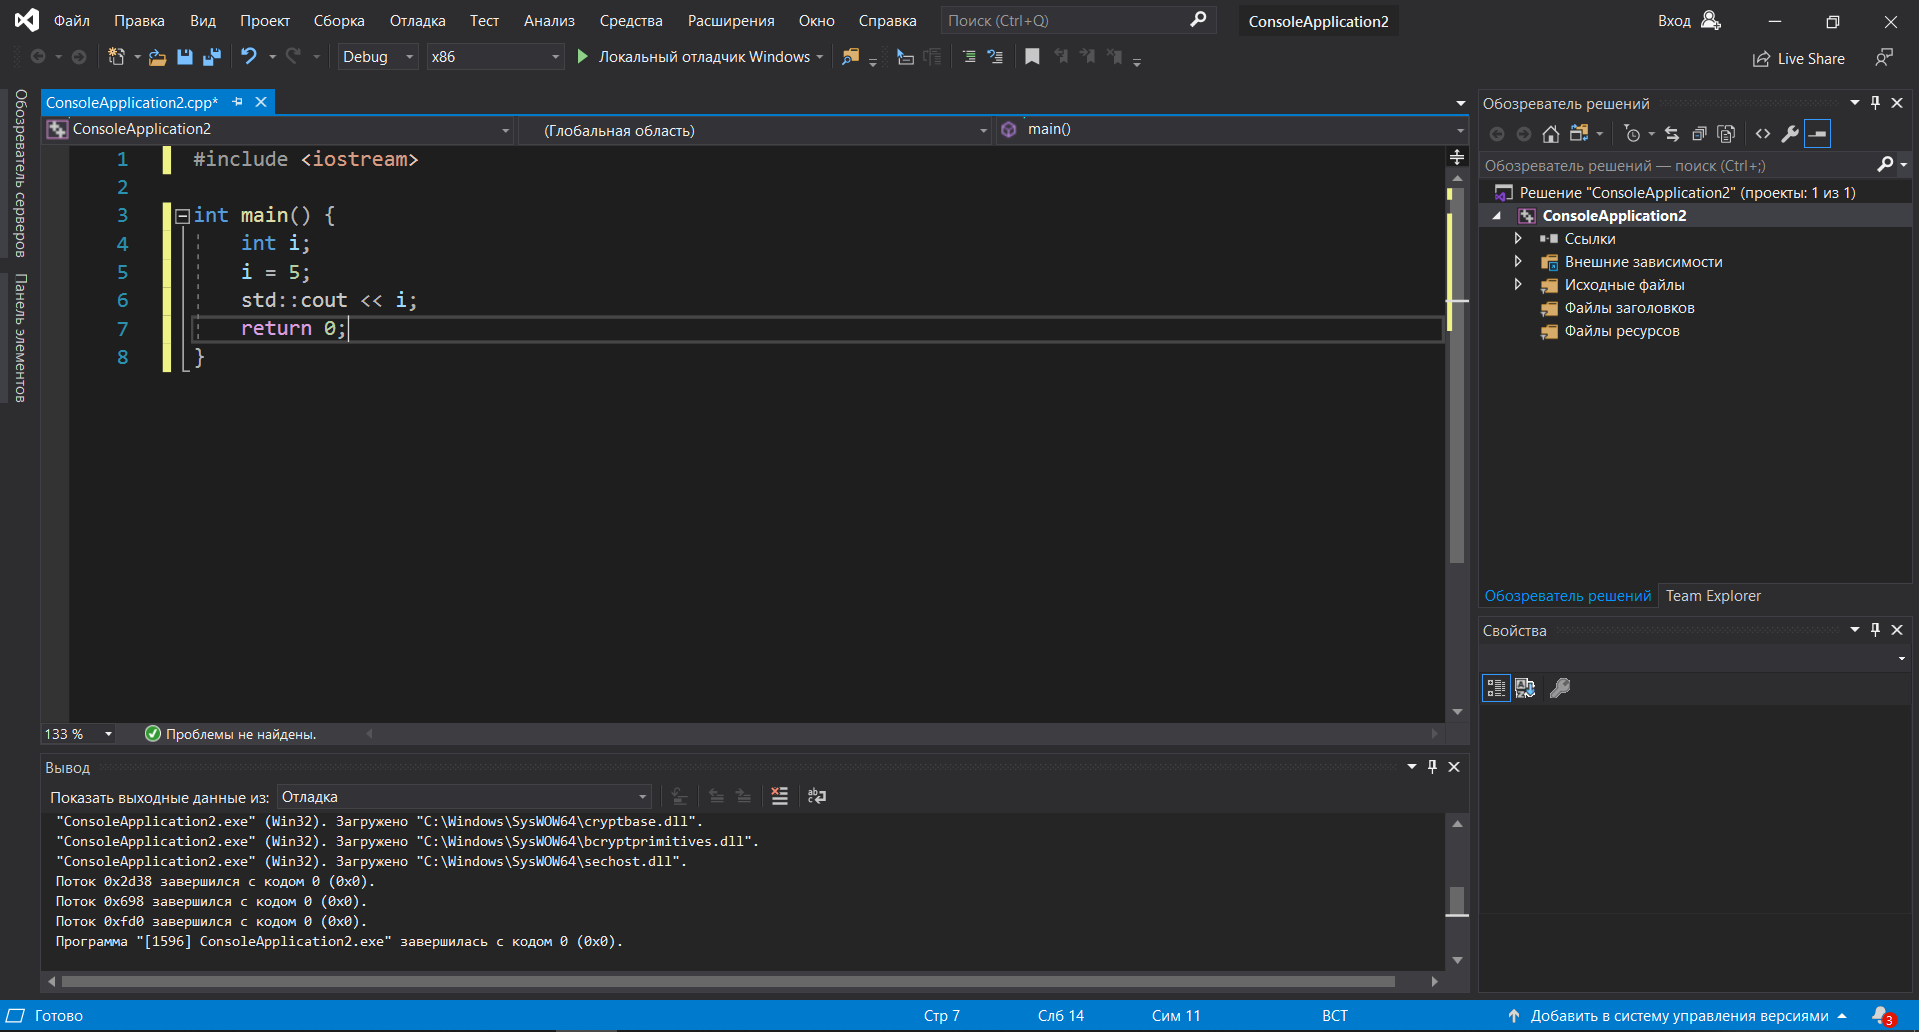 Файл Правка Вид Проект Сборка Отладка Тест Анализ Средства Расширения Окно Справка Поиск (Ctrl+Q) ConsoleApplication2 Вход
Debug x86 Локальный отладчик Windows Live Share
Обозреватель серверов
Панель элементов
ConsoleApplication2.cpp*
ConsoleApplication2 (Глобальная область) main()
1 #include <iostream>
2
3 int main() {
4 int i;
5 i = 5;
6 std::cout << i;
7 return 0;
8 }
133 % Проблемы не найдены.
Вывод
Показать выходные данные из: Отладка
"ConsoleApplication2.exe" (Win32). Загружено "C:\Windows\SysWOW64\cryptbase.dll".
"ConsoleApplication2.exe" (Win32). Загружено "C:\Windows\SysWOW64\bcryptprimitives.dll".
"ConsoleApplication2.exe" (Win32). Загружено "C:\Windows\SysWOW64\sechost.dll".
Поток 0x2d38 завершился с кодом 0 (0x0).
Поток 0x698 завершился с кодом 0 (0x0).
Поток 0xfd0 завершился с кодом 0 (0x0).
Программа "[1596] ConsoleApplication2.exe" завершилась с кодом 0 (0x0).
Обозреватель решений
Обозреватель решений — поиск (Ctrl+;)
Решение "ConsoleApplication2" (проекты: 1 из 1)
ConsoleApplication2
Ссылки
Внешние зависимости
Исходные файлы
Файлы заголовков
Файлы ресурсов
Обозреватель решений Team Explorer
Свойства
Готово Стр 7 Слб 14 Сим 11 ВСТ Добавить в систему управления версиями 3